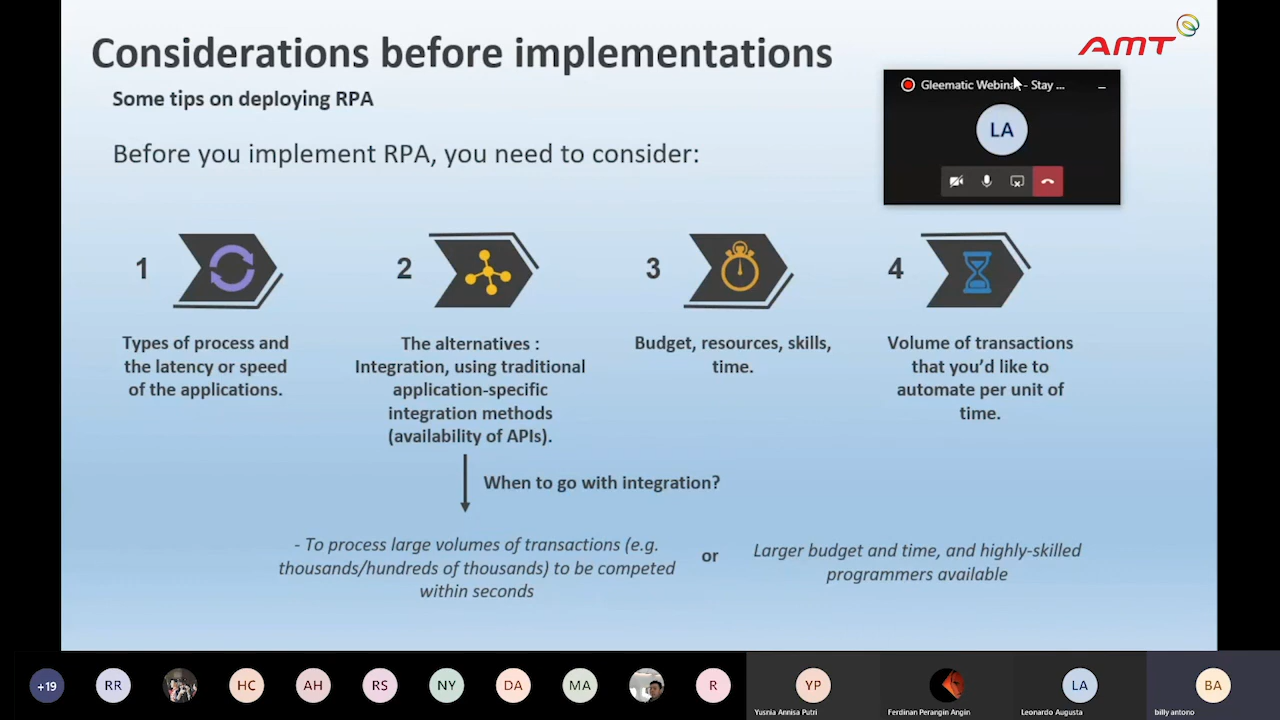 Considerations before implementations
AMT
Some tips on deploying RPA
Gleematic Webinar - Stay ...
LA
Before you implement RPA, you need to consider:
1
2
3
4
Types of process and
the latency or speed
of the applications.
The alternatives :
Integration, using traditional
application-specific
integration methods
(availability of APIs).
Budget, resources, skills,
time.
Volume of transactions
that you’d like to
automate per unit of
time.
When to go with integration?
- To process large volumes of transactions (e.g.
thousands/hundreds of thousands) to be competed
within seconds
or
Larger budget and time, and highly-skilled
programmers available
+19
RR
HC
AH
RS
NY
DA
MA
R
YP
LA
BA
Yusnia Annisa Putri
Ferdinan Perangin Angin
Leonardo Augusta
billy antono